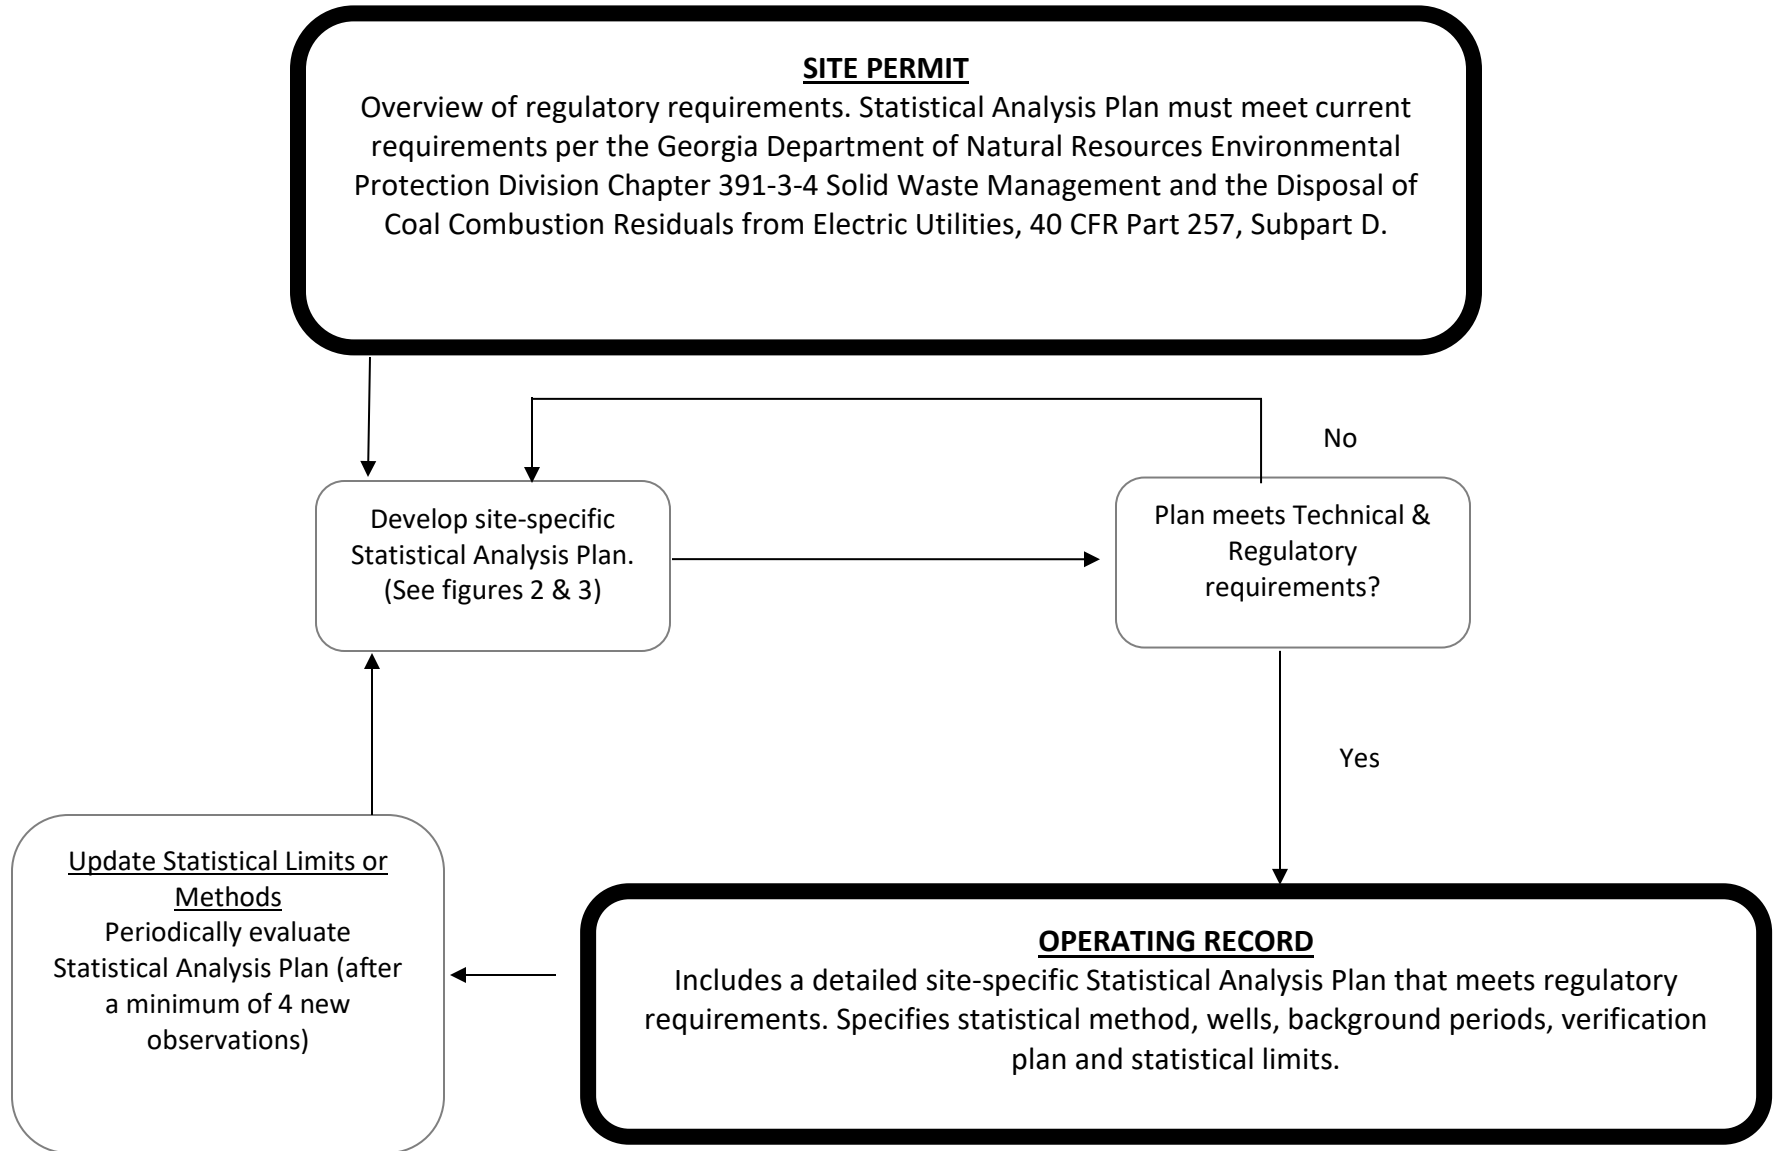 SITE PERMIT
Overview of regulatory requirements. Statistical Analysis Plan must meet current
requirements per the Georgia Department of Natural Resources Environmental
Protection Division Chapter 391-3-4 Solid Waste Management and the Disposal of
Coal Combustion Residuals from Electric Utilities, 40 CFR Part 257, Subpart D.
No
Develop site-specific
Statistical Analysis Plan.
(See figures 2 & 3)
Plan meets Technical &
Regulatory
requirements?
Yes
Update Statistical Limits or
Methods
Periodically evaluate
Statistical Analysis Plan (after
a minimum of 4 new
observations)
OPERATING RECORD
Includes a detailed site-specific Statistical Analysis Plan that meets regulatory
requirements. Specifies statistical method, wells, background periods, verification
plan and statistical limits.